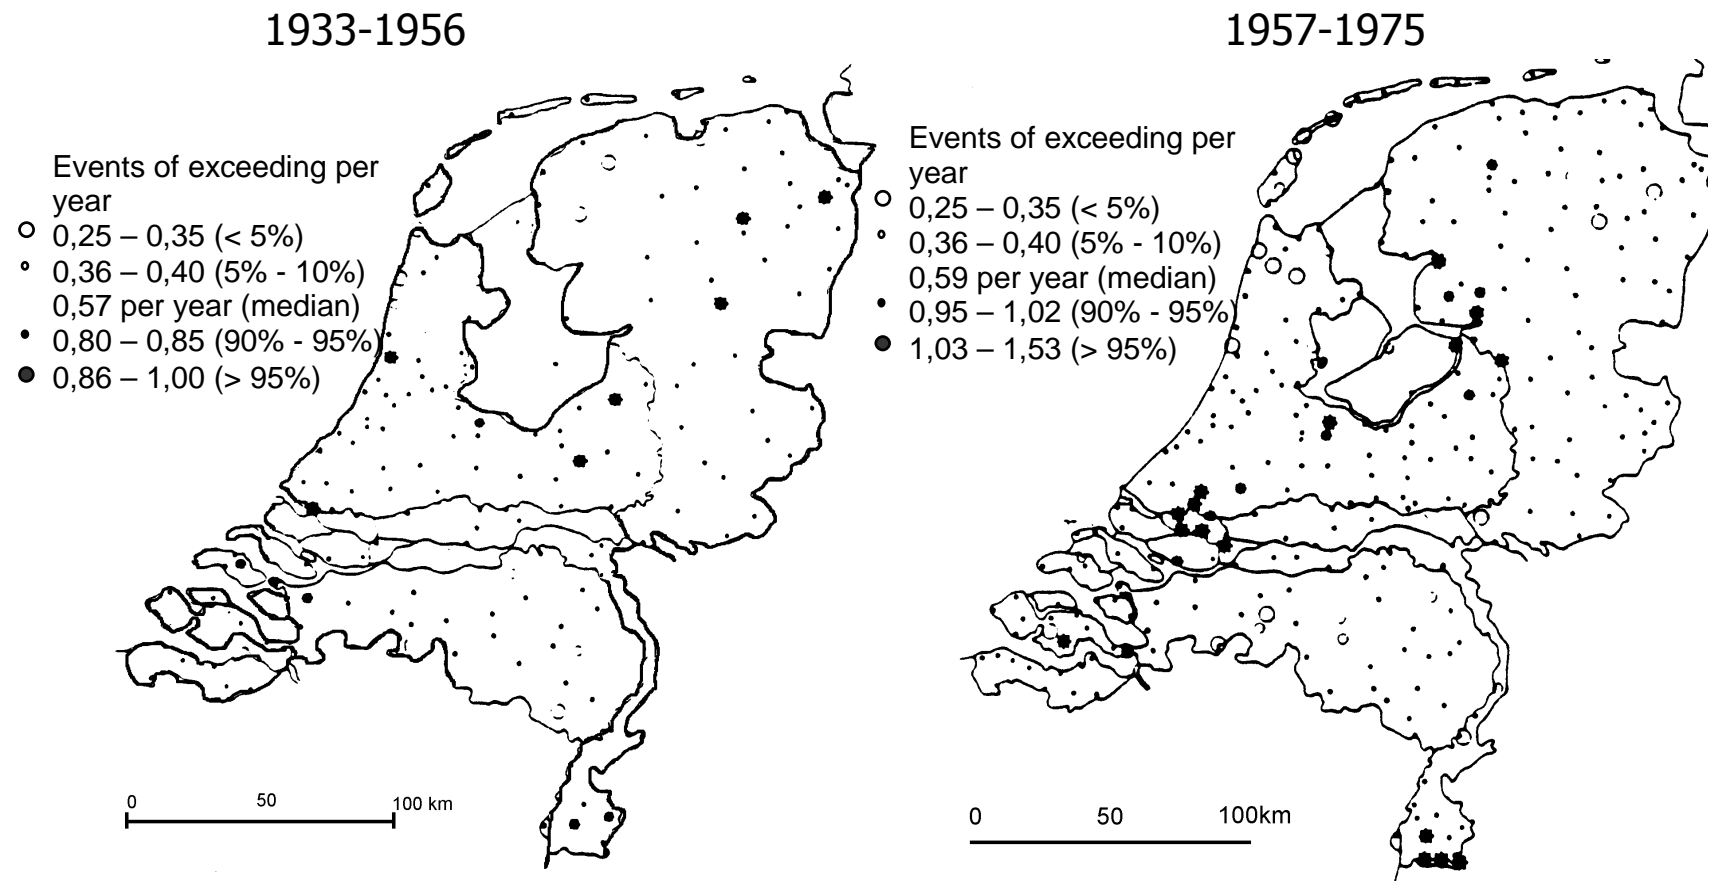 1933-1956
Events of exceeding per
year
0,25 – 0,35 (< 5%)
0,36 – 0,40 (5% - 10%)
0,57 per year (median)
0,80 – 0,85 (90% - 95%)
0,86 – 1,00 (> 95%)
0 50 100 km
1957-1975
Events of exceeding per
year
0,25 – 0,35 (< 5%)
0,36 – 0,40 (5% - 10%)
0,59 per year (median)
0,95 – 1,02 (90% - 95%)
1,03 – 1,53 (> 95%)
0 50 100km